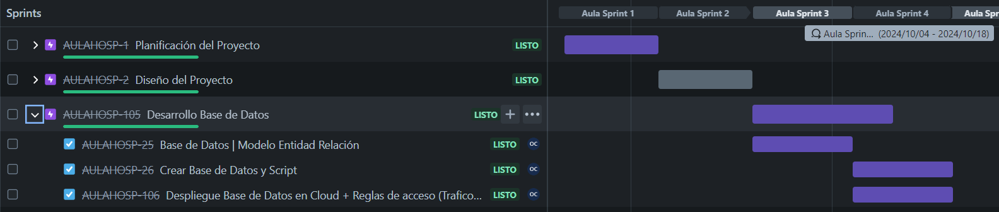 Sprints
Aula Sprint 1
Aula Sprint 2
Aula Sprint 3
Aula Sprint 4
Aula Spr
Aula Sprin... (2024/10/04 - 2024/10/18)
AULAHOSP-1 Planificación del Proyecto LISTO
AULAHOSP-2 Diseño del Proyecto LISTO
AULAHOSP-105 Desarrollo Base de Datos LISTO
AULAHOSP-25 Base de Datos | Modelo Entidad Relación LISTO OC
AULAHOSP-26 Crear Base de Datos y Script LISTO OC
AULAHOSP-106 Despliegue Base de Datos en Cloud + Reglas de acceso (Trafico... LISTO OC